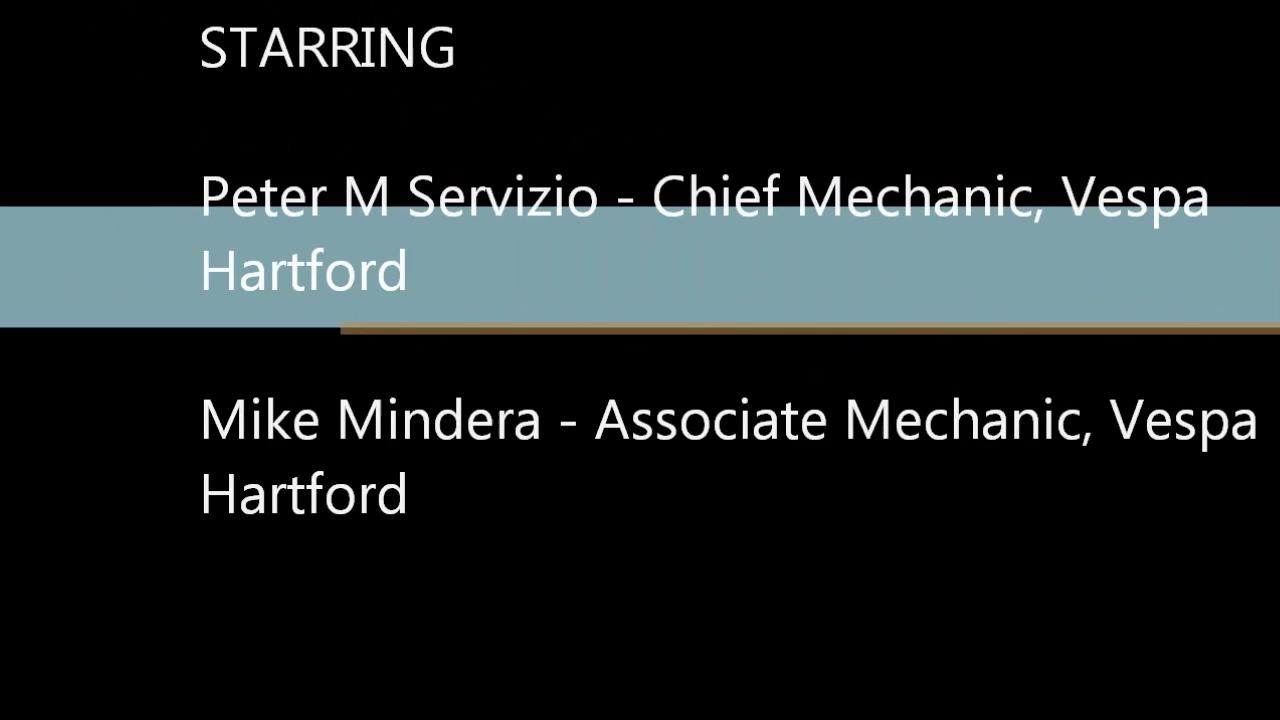 STARRING
Peter M Servizio - Chief Mechanic, Vespa
Hartford
Mike Mindera - Associate Mechanic, Vespa
Hartford